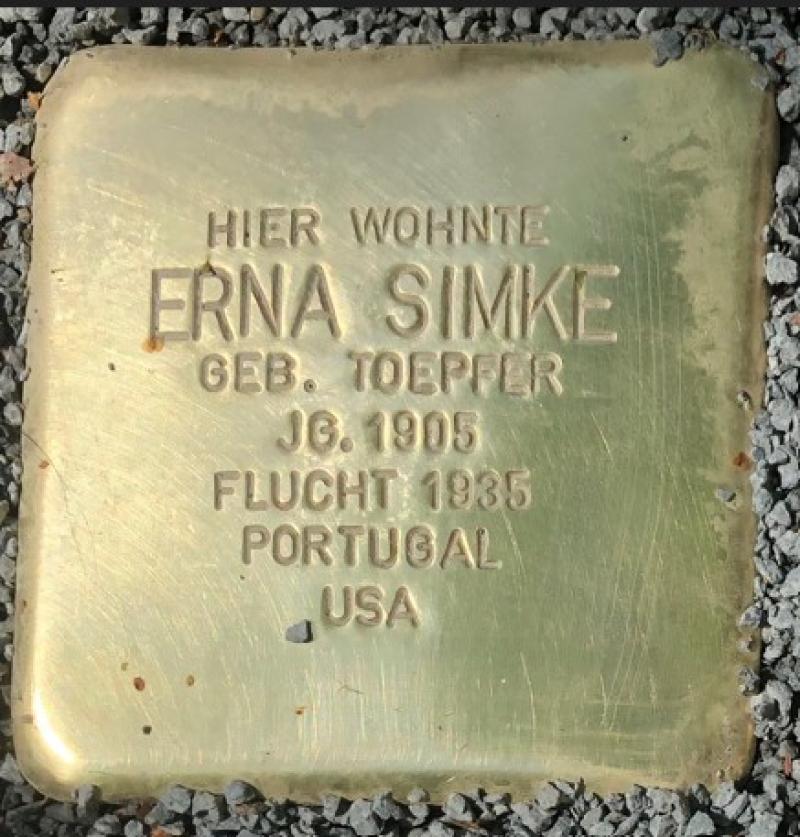 HIER WOHNTE
ERNA SIMKE
GEB. TOEPFER
JG. 1905
FLUCHT 1935
PORTUGAL
USA